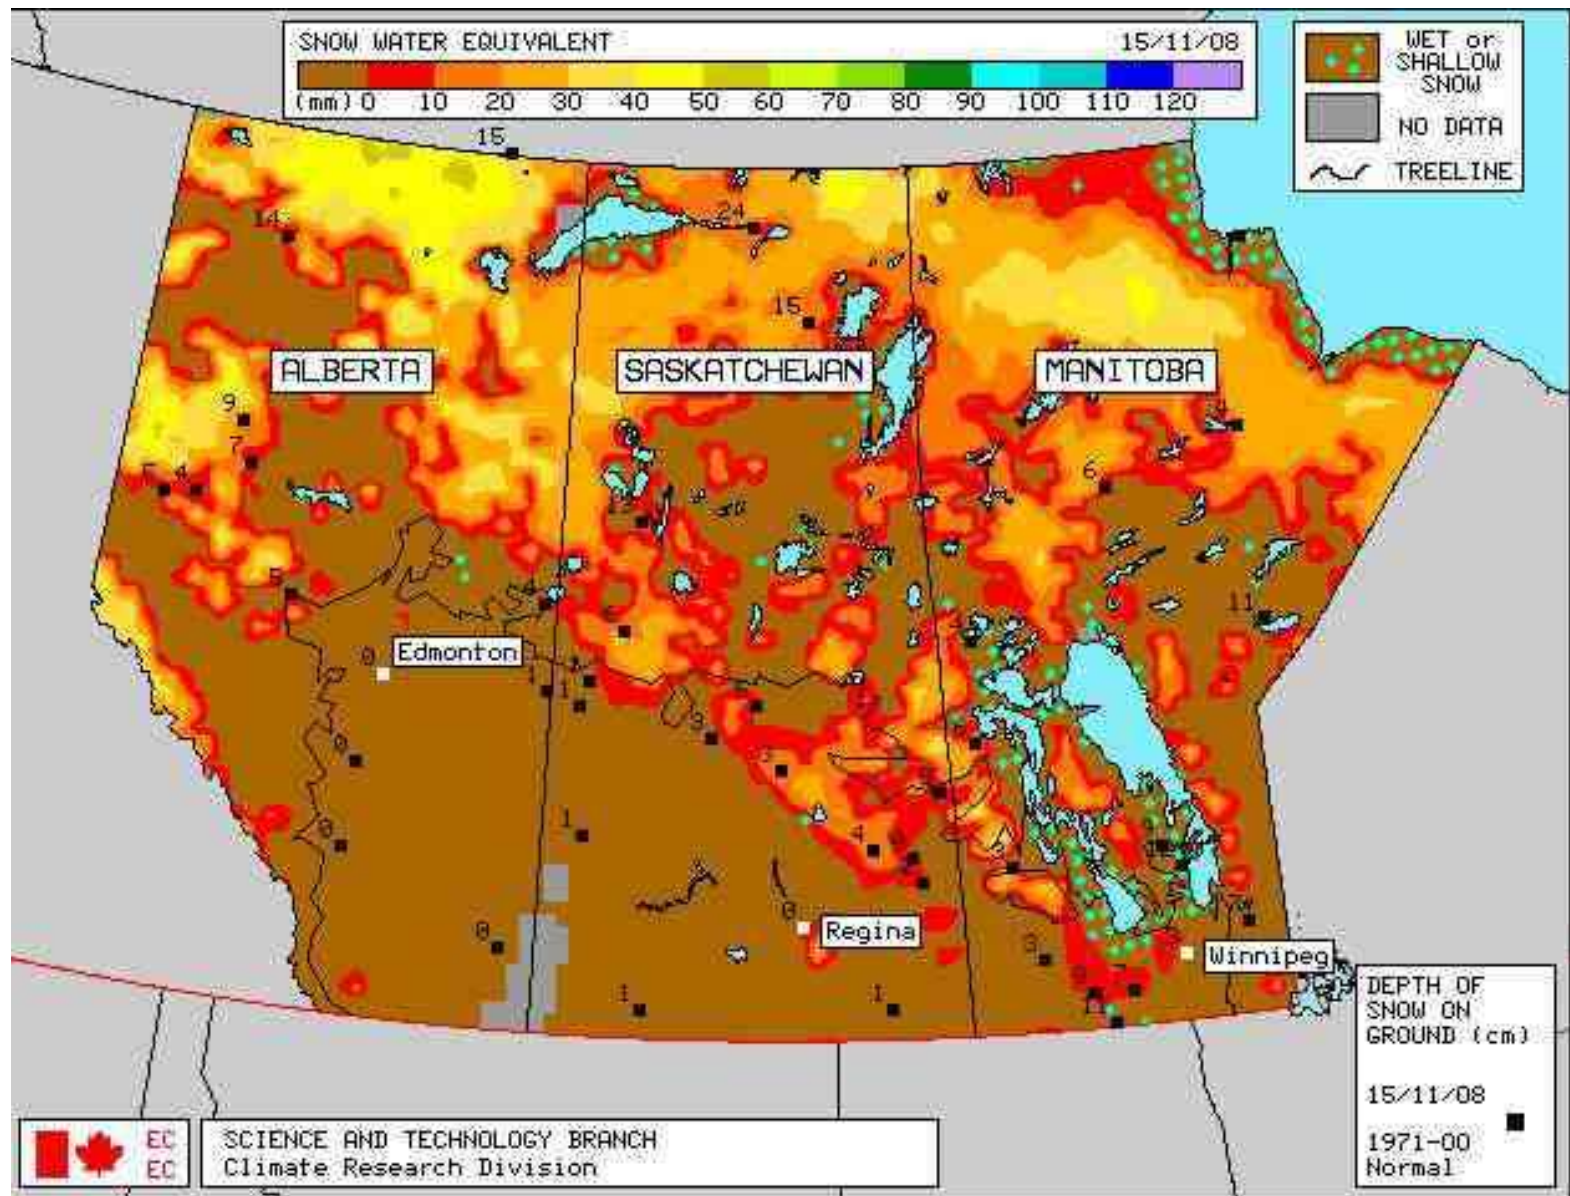 SNOW WATER EQUIVALENT 15/11/08
(mm) 0 10 20 30 40 50 60 70 80 90 100 110 120
WET or
SHALLOW
SNOW
NO DATA
TREELINE
15
14
24
15
ALBERTA
SASKATCHEWAN
MANITOBA
9
7
4
6
5
4
11
Edmonton
0
1
1
3
0
3
0
1
4
0
0
Regina
Winnipeg
3
1
1
DEPTH OF
SNOW ON
GROUND (cm)
15/11/08
1971-00
Normal
EC
EC
SCIENCE AND TECHNOLOGY BRANCH
Climate Research Division